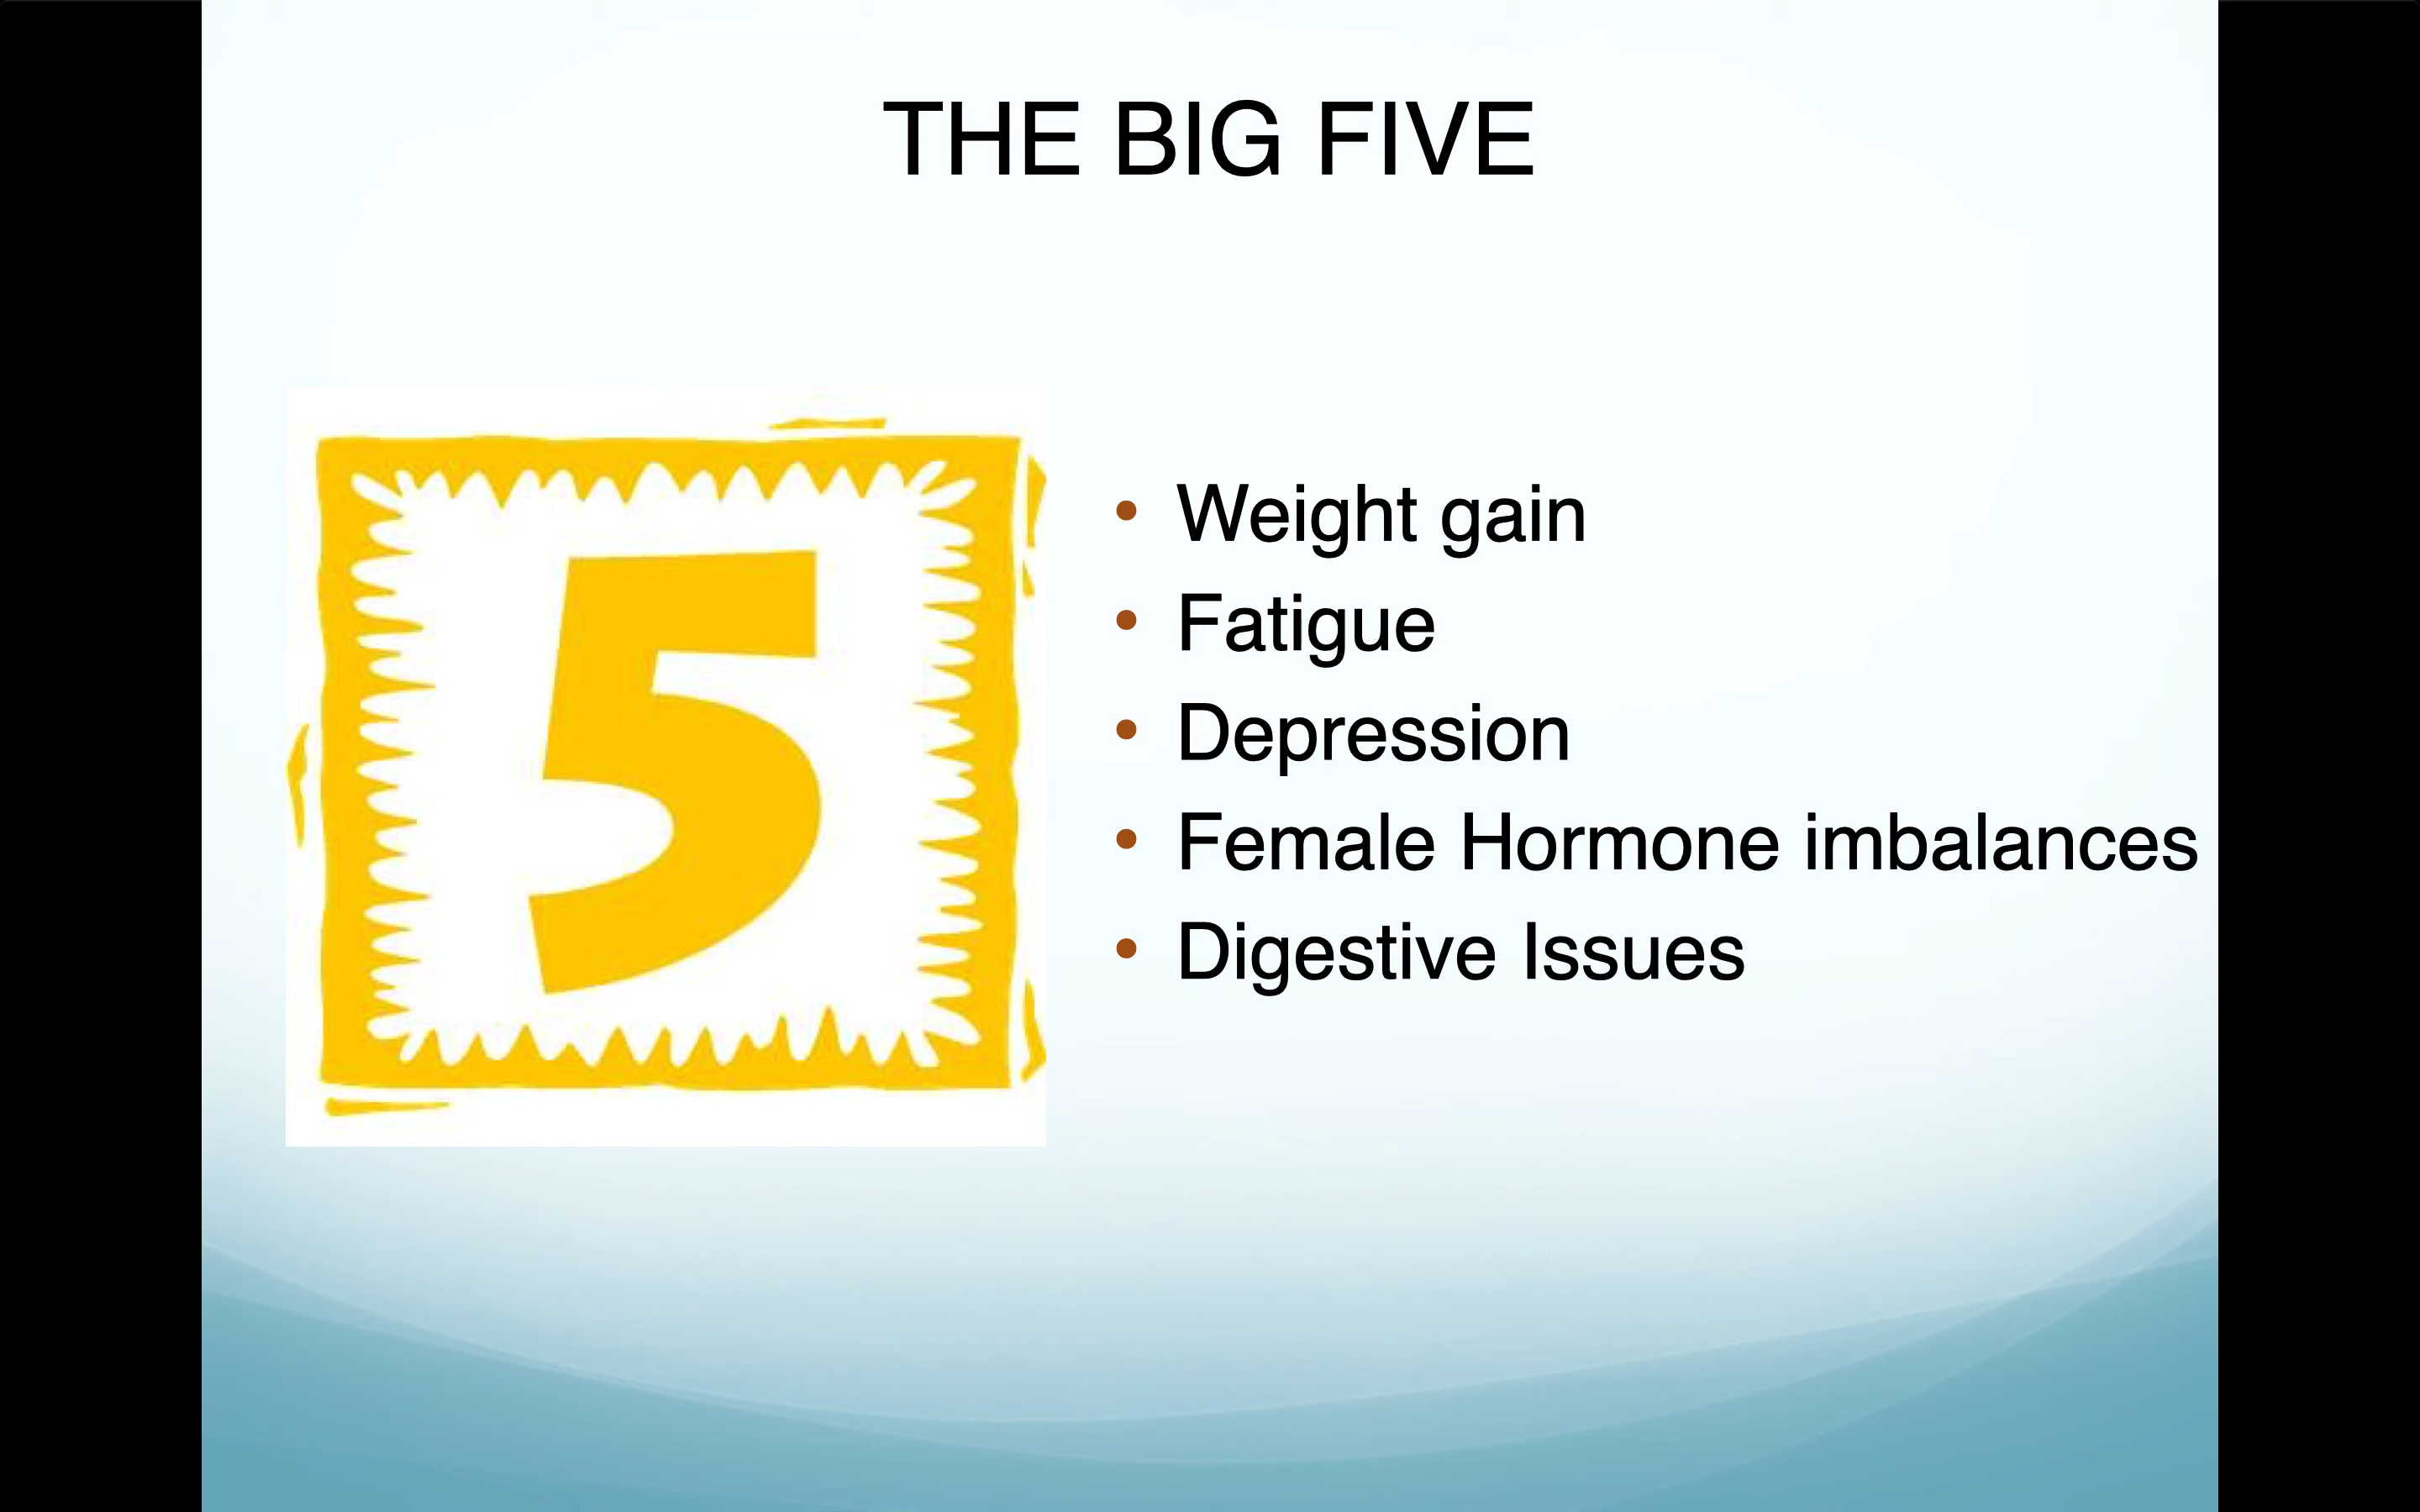 THE BIG FIVE
5
• Weight gain
• Fatigue
• Depression
• Female Hormone imbalances
• Digestive Issues